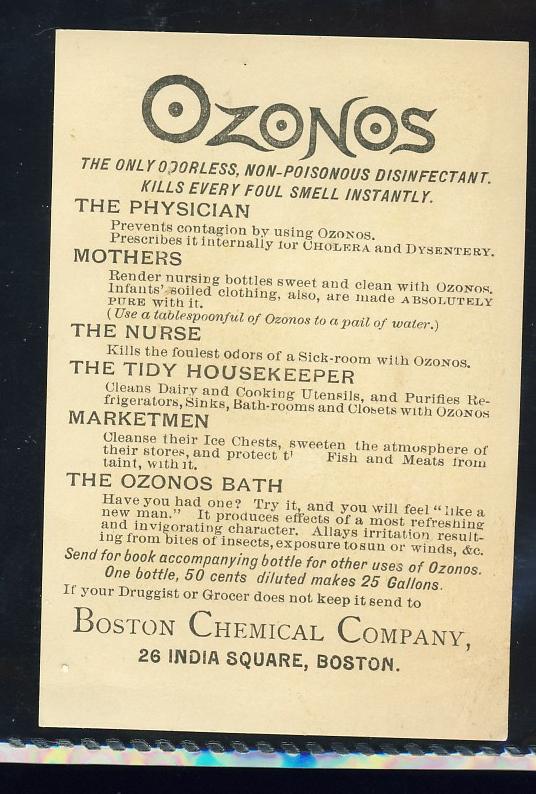 OZONOS
THE ONLY ODORLESS, NON-POISONOUS DISINFECTANT.
KILLS EVERY FOUL SMELL INSTANTLY.
THE PHYSICIAN
Prevents contagion by using OZONOS.
Prescribes it internally for CHOLERA and DYSENTERY.
MOTHERS
Render nursing bottles sweet and clean with OZONOS.
Infants' soiled clothing, also, are made ABSOLUTELY
PURE with it.
(Use a tablespoonful of Ozonos to a pail of water.)
THE NURSE
Kills the foulest odors of a Sick-room with OZONOS.
THE TIDY HOUSEKEEPER
Cleans Dairy and Cooking Utensils, and Purifies Re-
frigerators, Sinks, Bath-rooms and Closets with OZONOS
MARKETMEN
Cleanse their Ice Chests, sweeten the atmosphere of
their stores, and protect Fish and Meats from
taint, with it.
THE OZONOS BATH
Have you had one? Try it, and you will feel "like a
new man." It produces effects of a most refreshing
and invigorating character. Allays irritation result-
ing from bites of insects, exposure to sun or winds, &c.
Send for book accompanying bottle for other uses of Ozonos.
One bottle, 50 cents diluted makes 25 Gallons.
If your Druggist or Grocer does not keep it send to
BOSTON CHEMICAL COMPANY,
26 INDIA SQUARE, BOSTON.